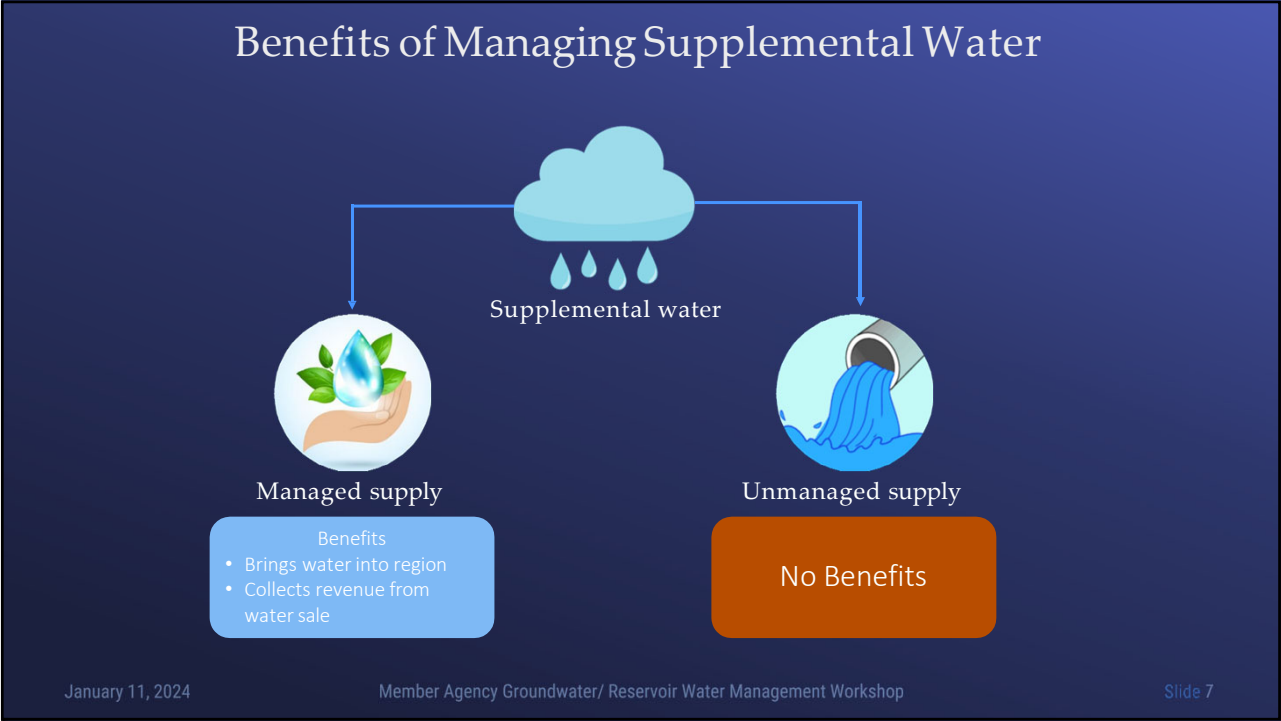 Benefits of Managing Supplemental Water
Supplemental water
Managed supply
Benefits
• Brings water into region
• Collects revenue from
water sale
Unmanaged supply
No Benefits
January 11, 2024
Member Agency Groundwater/ Reservoir Water Management Workshop
Slide 7